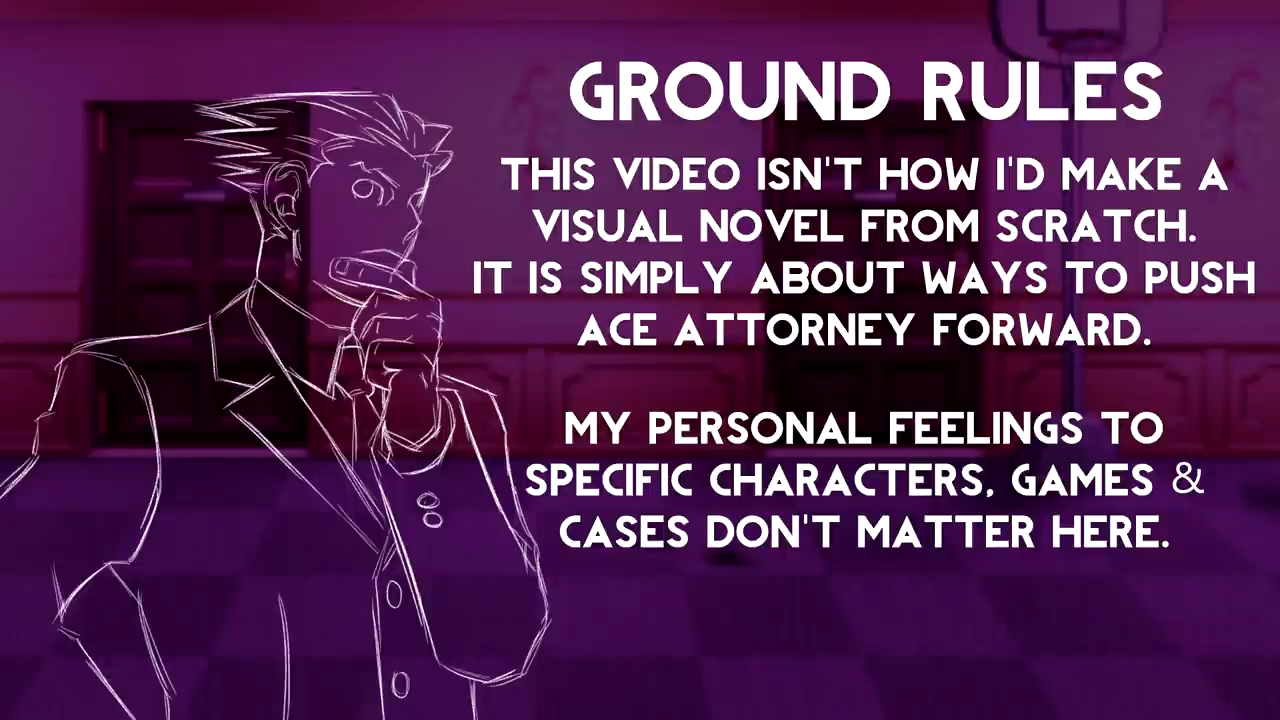 GROUND RULES
THIS VIDEO ISN'T HOW I'D MAKE A
VISUAL NOVEL FROM SCRATCH.
IT IS SIMPLY ABOUT WAYS TO PUSH
ACE ATTORNEY FORWARD.
MY PERSONAL FEELINGS TO
SPECIFIC CHARACTERS, GAMES &
CASES DON'T MATTER HERE.